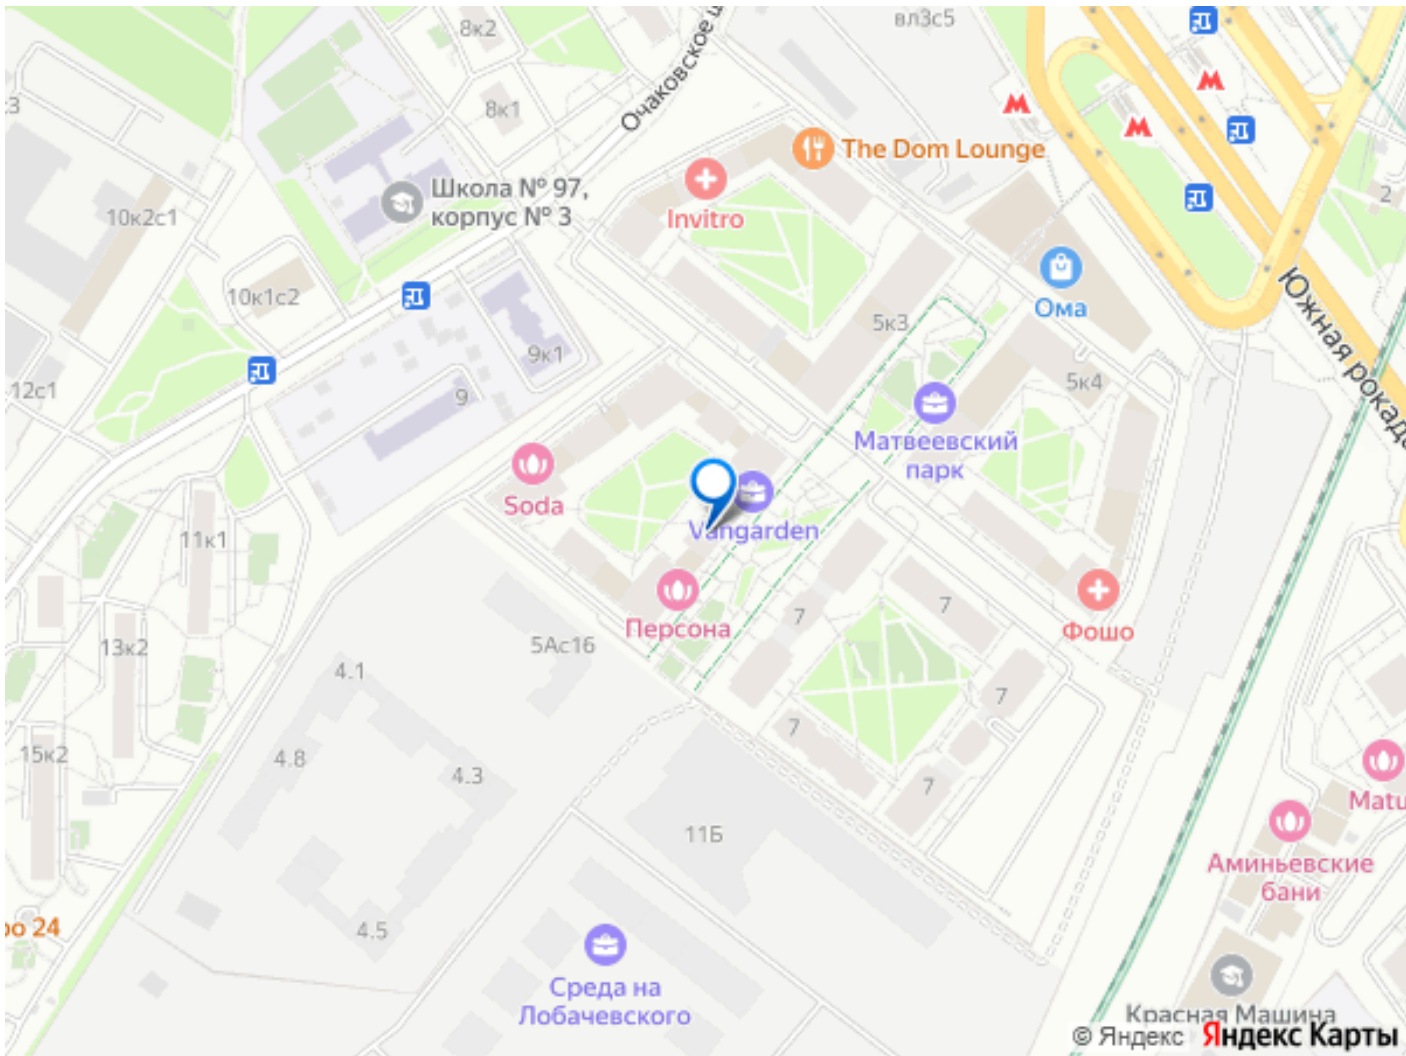 8к2
вл3с5
8к1
Очаковское ш
The Dom Lounge
Школа № 97,
корпус № 3
Invitro
10к2с1
2
10к1с2
Ома
5к3
Южная рокада
9к1
12с1
9
5к4
Матвеевский
парк
Soda
Vangarden
11к1
7
7
Персона
Фошо
5Ас16
13к2
4.1
7
7
15к2
4.8
4.3
7
Matu
11Б
Аминьевские
бани
ро 24
4.5
Среда на
Лобачевского
Красная Машина
© Яндекс Яндекс Карты